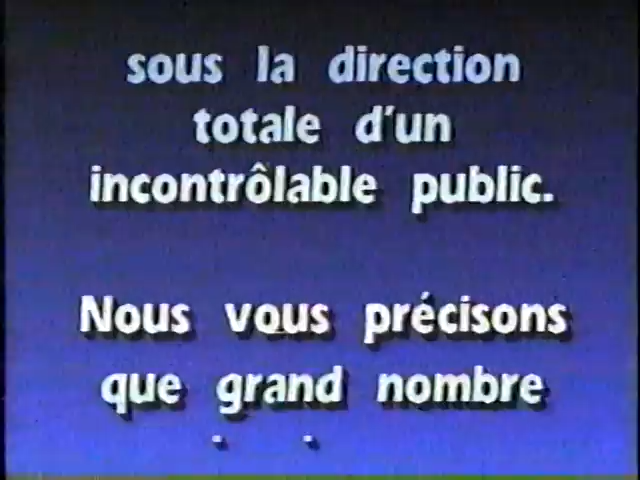 sous la direction
totale d'un
incontrôlable public.
Nous vous précisons
que grand nombre